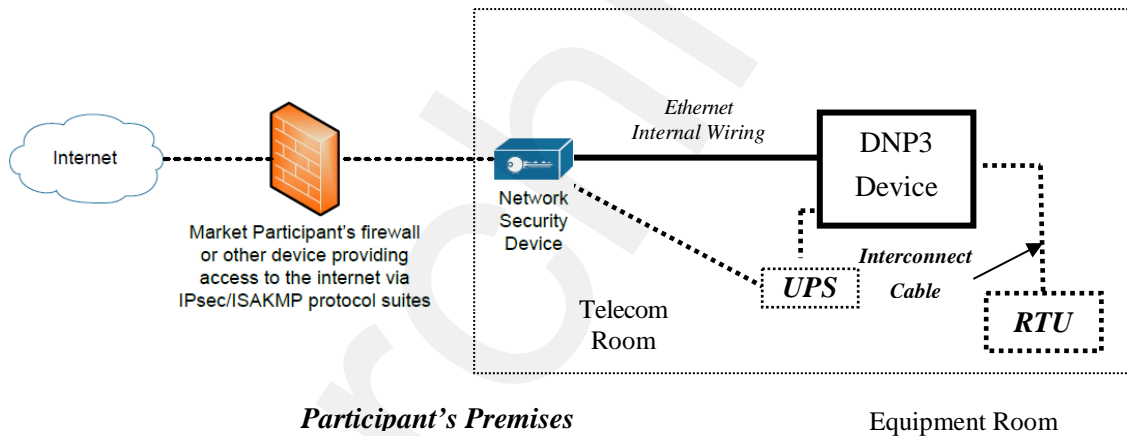 Internet
Market Participant's firewall
or other device providing
access to the internet via
IPsec/ISAKMP protocol suites
Network
Security
Device
Ethernet
Internal Wiring
DNP3
Device
Interconnect
Cable
UPS
RTU
Telecom
Room
Participant's Premises
Equipment Room